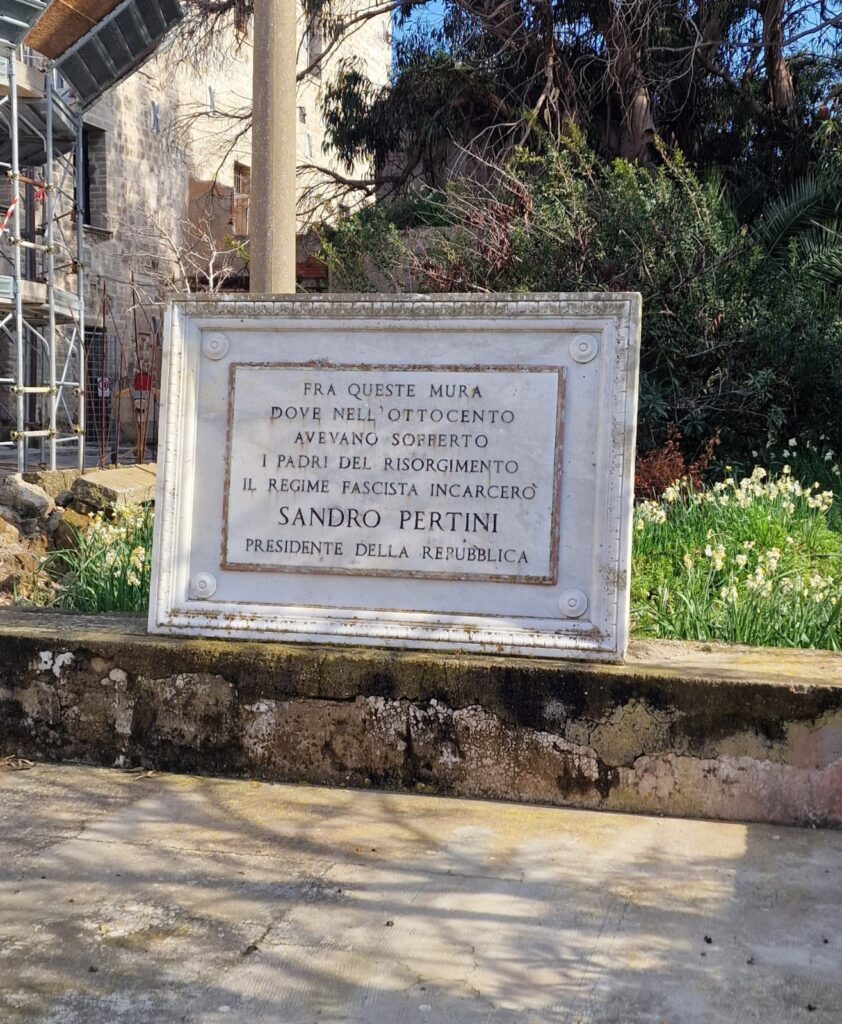 FRA QUESTE MURA
DOVE NELL'OTTOCENTO
AVEVANO SOFFERTO
I PADRI DEL RISORGIMENTO
IL REGIME FASCISTA INCARCERÒ
SANDRO PERTINI
PRESIDENTE DELLA REPUBBLICA